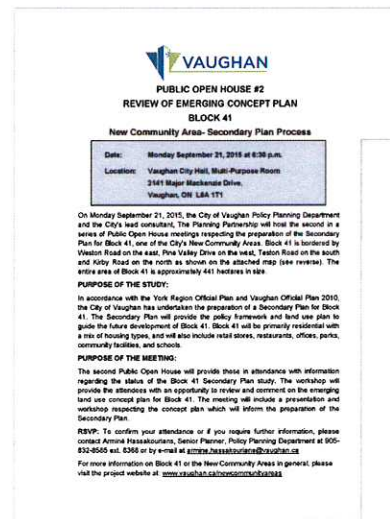 VAUGHAN
PUBLIC OPEN HOUSE #2
REVIEW OF EMERGING CONCEPT PLAN
BLOCK 41
New Community Area- Secondary Plan Process
Date: Monday September 21, 2015 at 6:30 p.m.
Location: Vaughan City Hall, Multi-Purpose Room
2141 Major Mackenzie Drive,
Vaughan, ON L6A 1T1
On Monday September 21, 2015, the City of Vaughan Policy Planning Department
and the City's lead consultant, The Planning Partnership will host the second in a
series of Public Open House meetings respecting the preparation of the Secondary
Plan for Block 41, one of the City's New Community Areas. Block 41 is bordered by
Weston Road on the east, Pine Valley Drive on the west, Teston Road on the south
and Kirby Road on the north as shown on the attached map (see reverse). The
entire area of Block 41 is approximately 441 hectares in size.
PURPOSE OF THE STUDY:
In accordance with the York Region Official Plan and Vaughan Official Plan 2010,
the City of Vaughan has undertaken the preparation of a Secondary Plan for Block
41. The Secondary Plan will provide the policy framework and land use plan to
guide the future development of Block 41. Block 41 will be primarily residential with
a mix of housing types, and will also include retail stores, restaurants, offices, parks,
community facilities, and schools.
PURPOSE OF THE MEETING:
The second Public Open House will provide those in attendance with information
regarding the status of the Block 41 Secondary Plan study. The workshop will
provide the attendees with an opportunity to review and comment on the emerging
land use concept plan for Block 41. The meeting will include a presentation and
workshop respecting the concept plan which will inform the preparation of the
Secondary Plan.
RSVP: To confirm your attendance or if you require further information, please
contact Arminé Hassakourians, Senior Planner, Policy Planning Department at 905-
832-8585 ext. 8368 or by e-mail at armine.hassakourians@vaughan.ca
For more information on Block 41 or the New Community Areas in general, please
visit the project website at: www.vaughan.ca/newcommunityareas